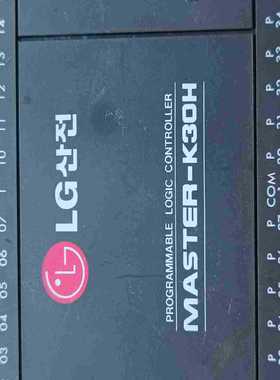 03 04 05 06 07 10 11 12 13 14
LG산전
PROGRAMMABLE LOGIC CONTROLLER
MASTER-K30H
P P P P COM P P P P P